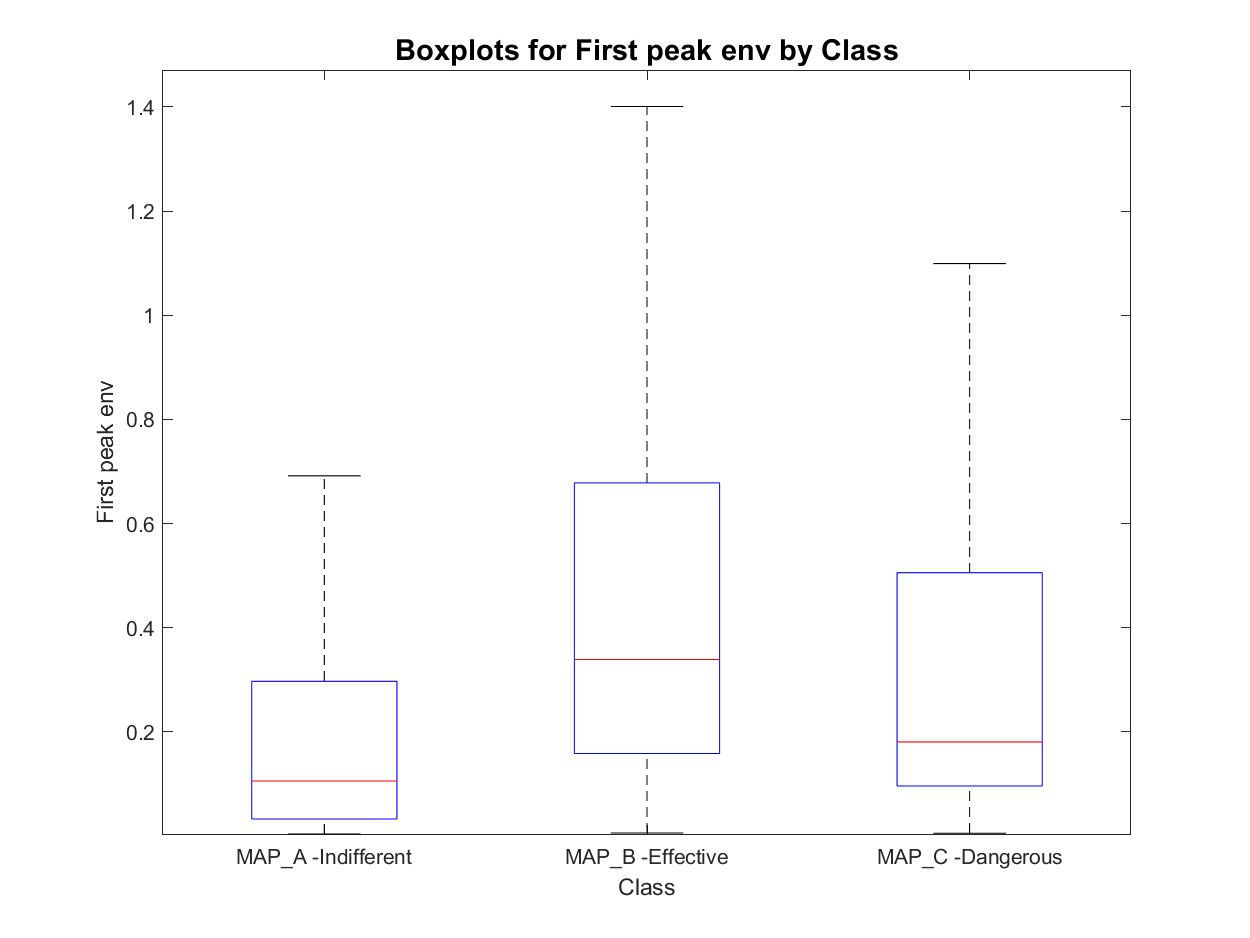 Boxplots for First peak env by Class
1.4
1.2
1
0.8
0.6
0.4
0.2
First peak env
MAP_A -Indifferent MAP_B -Effective MAP_C -Dangerous
Class